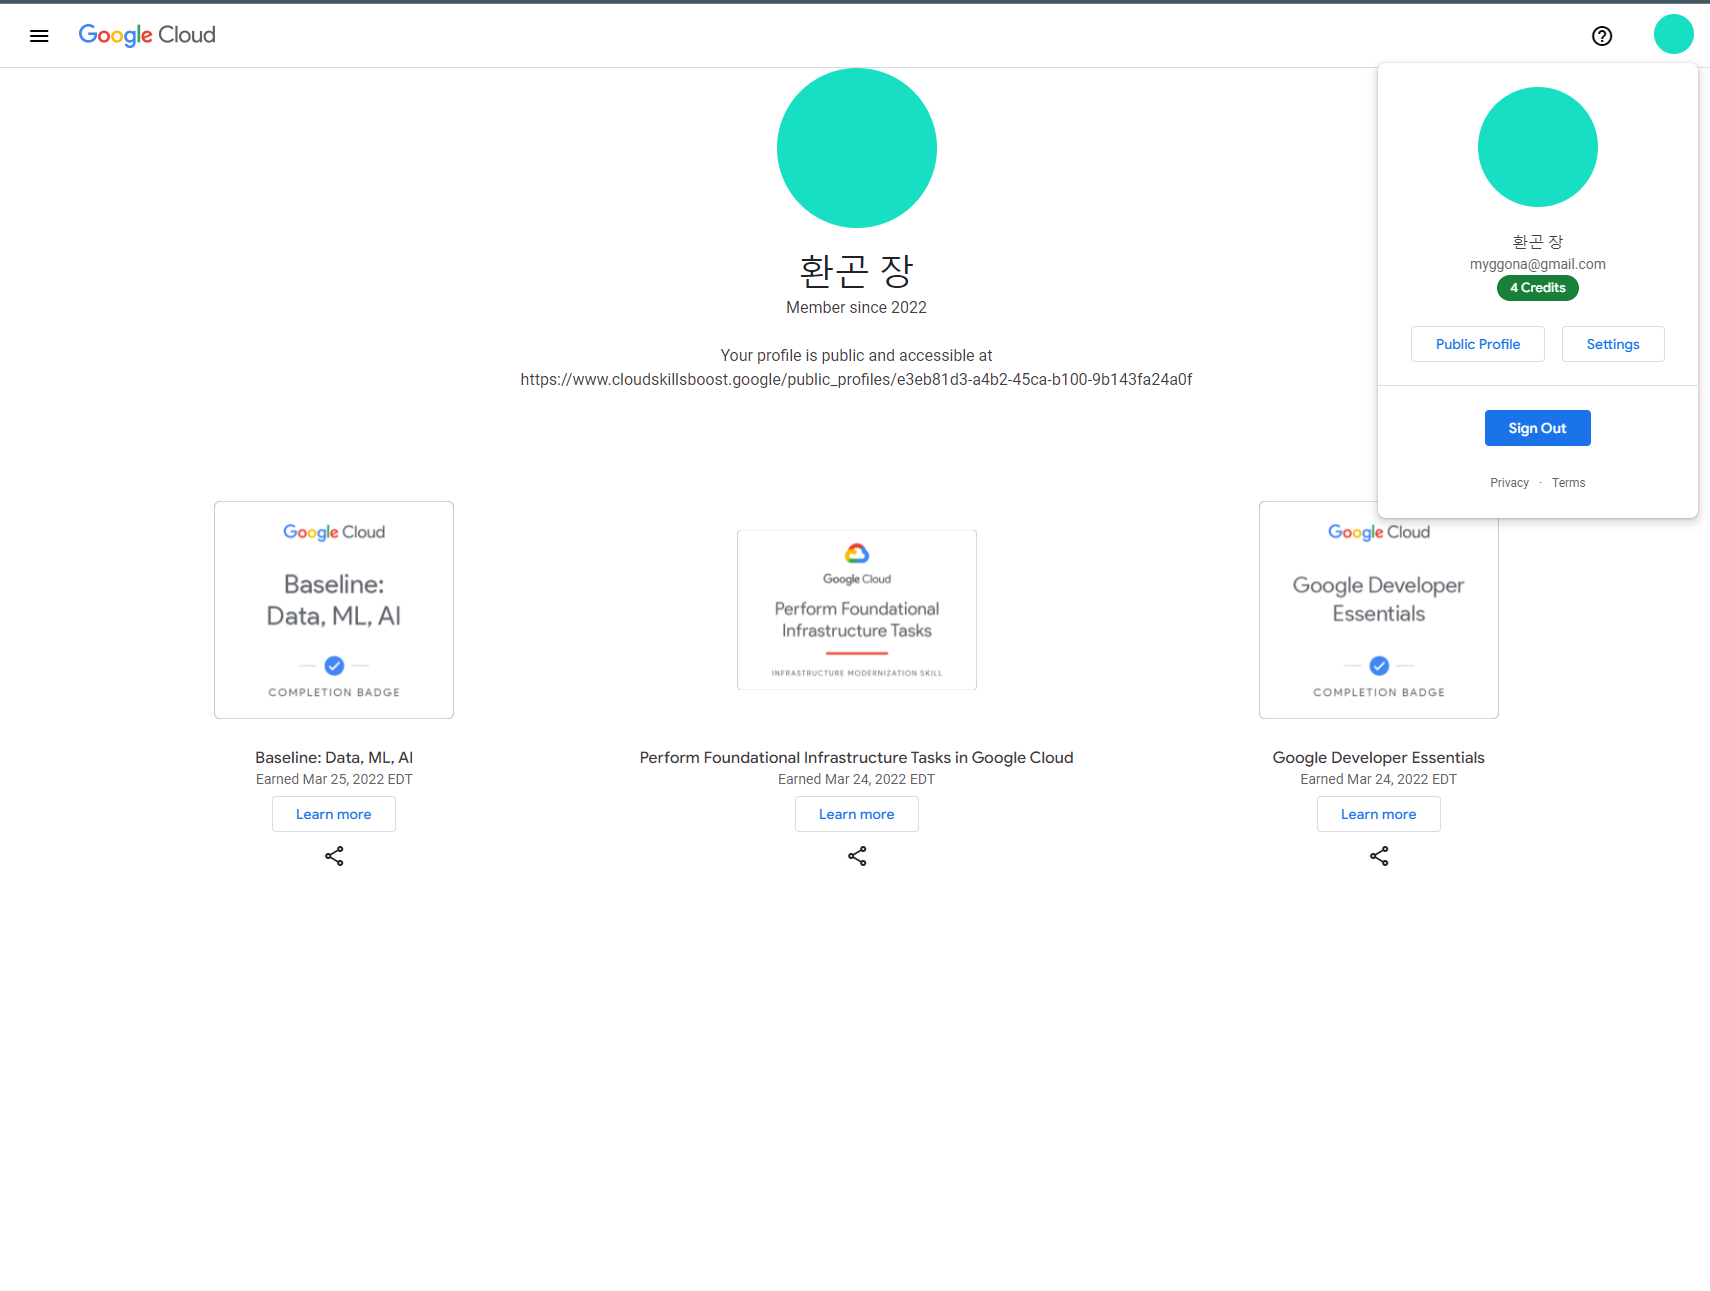 Google Cloud
환곤 장
Member since 2022
Your profile is public and accessible at
https://www.cloudskillsboost.google/public_profiles/e3eb81d3-a4b2-45ca-b100-9b143fa24a0f
환곤 장
myggona@gmail.com
4 Credits
Public Profile
Settings
Sign Out
Privacy · Terms
Google Cloud
Baseline:
Data, ML, AI
COMPLETION BADGE
Baseline: Data, ML, AI
Earned Mar 25, 2022 EDT
Learn more
Google Cloud
Perform Foundational
Infrastructure Tasks
INFRASTRUCTURE MODERNIZATION SKILL
Perform Foundational Infrastructure Tasks in Google Cloud
Earned Mar 24, 2022 EDT
Learn more
Google Cloud
Google Developer
Essentials
COMPLETION BADGE
Google Developer Essentials
Earned Mar 24, 2022 EDT
Learn more